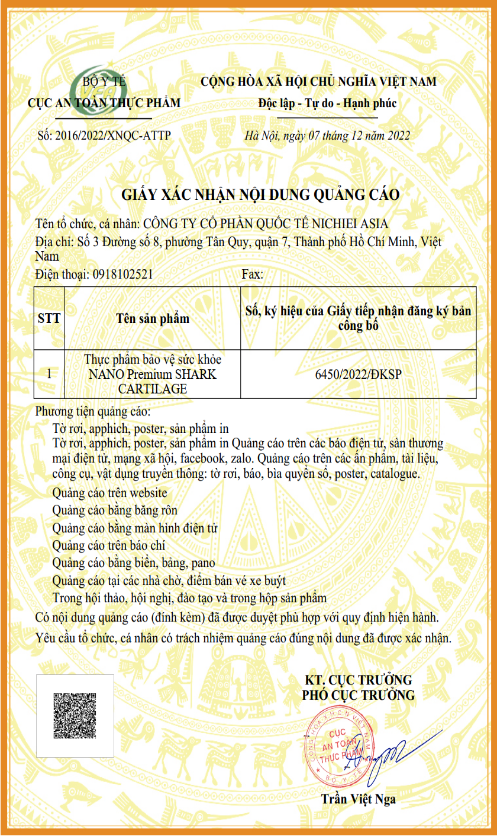 BỘ Y TẾ
CỤC AN TOÀN THỰC PHẨM
Số: 2016/2022/XNQC-ATTP
CỘNG HÒA XÃ HỘI CHỦ NGHĨA VIỆT NAM
Độc lập - Tự do - Hạnh phúc
Hà Nội, ngày 07 tháng 12 năm 2022
GIẤY XÁC NHẬN NỘI DUNG QUẢNG CÁO
Tên tổ chức, cá nhân: CÔNG TY CỔ PHẦN QUỐC TẾ NICHIEI ASIA
Địa chỉ: Số 3 Đường số 8, phường Tân Quy, quận 7, Thành phố Hồ Chí Minh, Việt
Nam
Điện thoại: 0918102521 Fax:
STT
Tên sản phẩm
Số, ký hiệu của Giấy tiếp nhận đăng ký bản
công bố
1
Thực phẩm bảo vệ sức khỏe
NANO Premium SHARK
CARTILAGE
6450/2022/ĐKSP
Phương tiện quảng cáo:
Tờ rơi, apphich, poster, sản phẩm in
Tờ rơi, apphich, poster, sản phẩm in Quảng cáo trên các báo điện tử, sàn thương
mại điện tử, mạng xã hội, facebook, zalo. Quảng cáo trên các ấn phẩm, tài liệu,
công cụ, vật dụng truyền thông: tờ rơi, báo, bìa quyển sổ, poster, catalogue.
Quảng cáo trên website
Quảng cáo bằng băng rôn
Quảng cáo bằng màn hình điện tử
Quảng cáo trên báo chí
Quảng cáo bằng biển, bảng, pano
Quảng cáo tại các nhà chờ, điểm bán vé xe buýt
Trong hội thảo, hội nghị, đào tạo và trong hộp sản phẩm
Có nội dung quảng cáo (đính kèm) đã được duyệt phù hợp với quy định hiện hành.
Yêu cầu tổ chức, cá nhân có trách nhiệm quảng cáo đúng nội dung đã được xác nhận.
KT. CỤC TRƯỞNG
PHÓ CỤC TRƯỞNG
CỘNG HÒA X.H.C.N VIỆT NAM
CỤC
AN TOÀN
THỰC PHẨM
BỘ Y TẾ
Trần Việt Nga